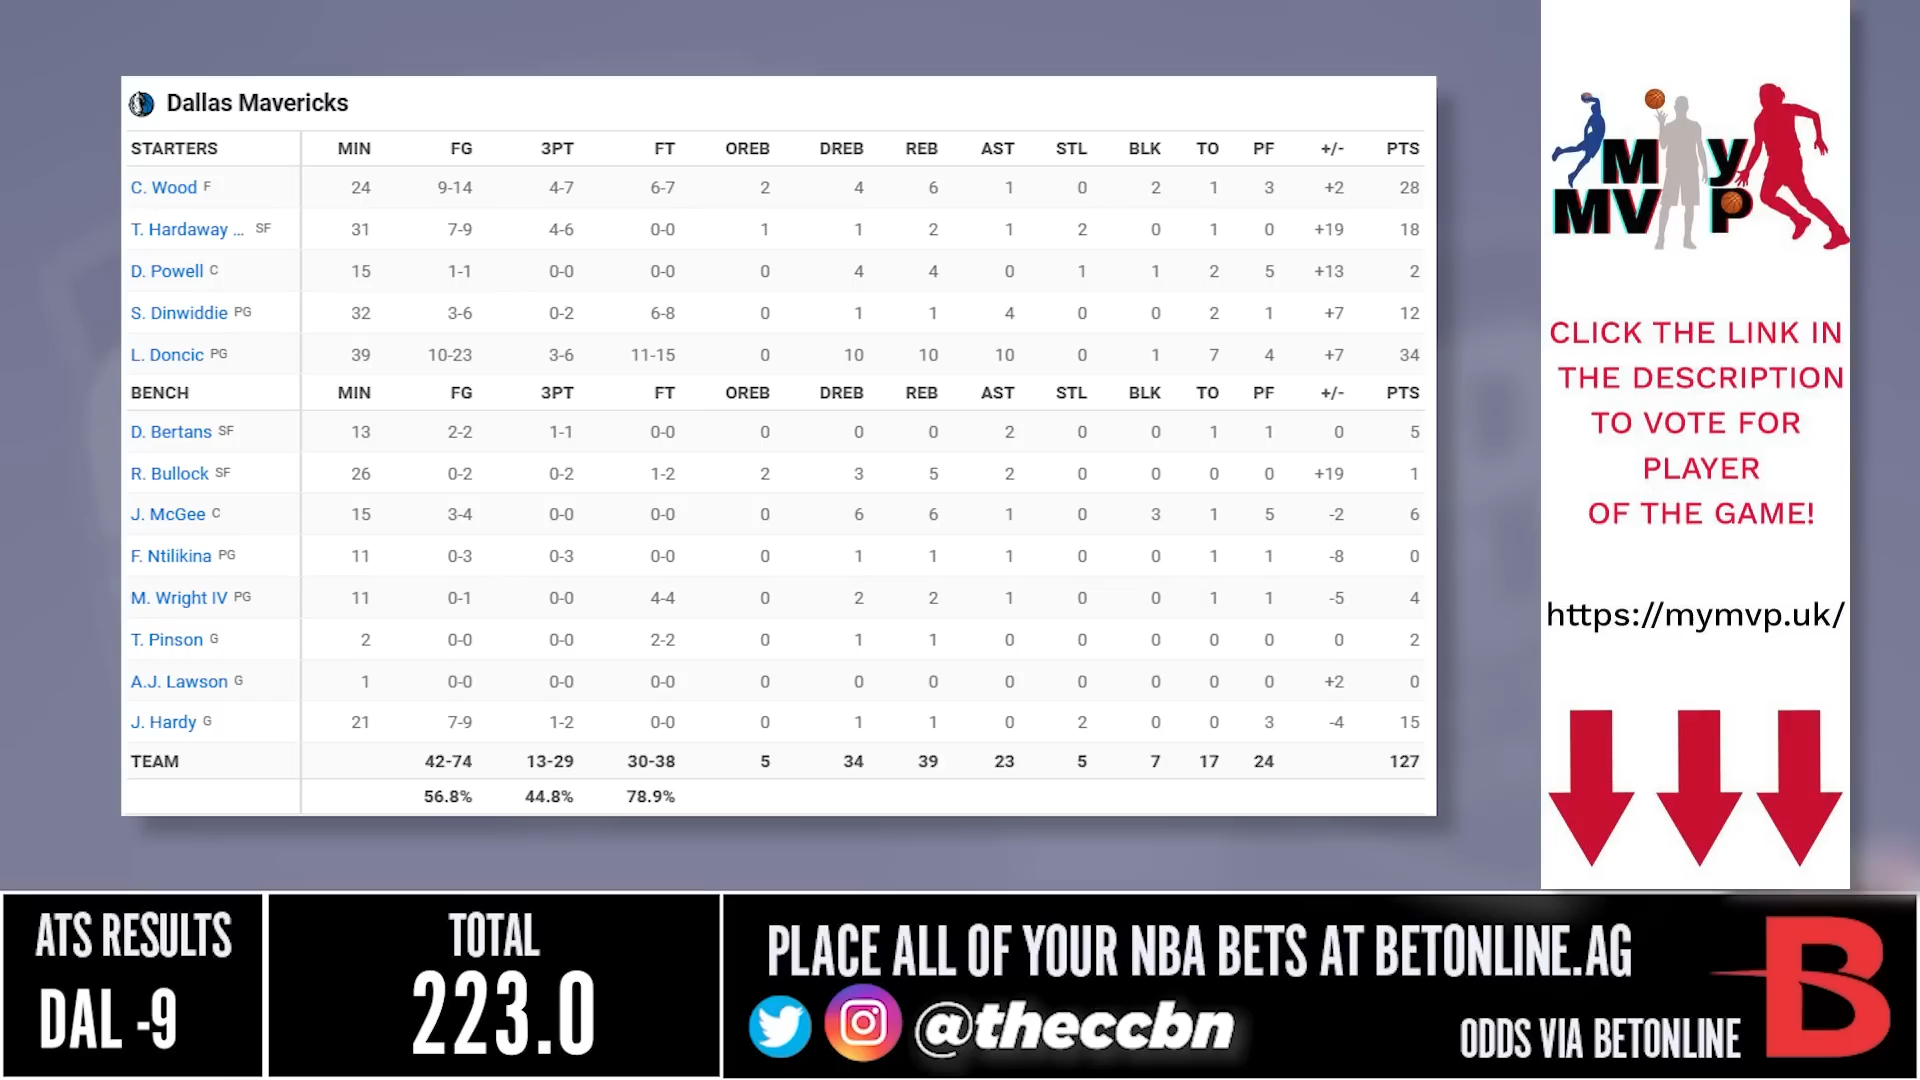 Dallas Mavericks
STARTERS MIN FG 3PT FT OREB DREB REB AST STL BLK TO PF +/- PTS
C. Wood F 24 9-14 4-7 6-7 2 4 6 1 0 2 1 3 +2 28
T. Hardaway ... SF 31 7-9 4-6 0-0 1 1 2 1 2 0 1 0 +19 18
D. Powell C 15 1-1 0-0 0-0 0 4 4 0 1 1 2 5 +13 2
S. Dinwiddie PG 32 3-6 0-2 6-8 0 1 1 4 0 0 2 1 +7 12
L. Doncic PG 39 10-23 3-6 11-15 0 10 10 10 0 1 7 4 +7 34
BENCH MIN FG 3PT FT OREB DREB REB AST STL BLK TO PF +/- PTS
D. Bertans SF 13 2-2 1-1 0-0 0 0 0 2 0 0 1 1 0 5
R. Bullock SF 26 0-2 0-2 1-2 2 3 5 2 0 0 0 0 +19 1
J. McGee C 15 3-4 0-0 0-0 0 6 6 1 0 3 1 5 -2 6
F. Ntilikina PG 11 0-3 0-3 0-0 0 1 1 1 0 0 1 1 -8 0
M. Wright IV PG 11 0-1 0-0 4-4 0 2 2 1 0 0 1 1 -5 4
T. Pinson G 2 0-0 0-0 2-2 0 1 1 0 0 0 0 0 0 2
A.J. Lawson G 1 0-0 0-0 0-0 0 0 0 0 0 0 0 0 +2 0
J. Hardy G 21 7-9 1-2 0-0 0 1 1 0 2 0 0 3 -4 15
TEAM 42-74 13-29 30-38 5 34 39 23 5 7 17 24 127
56.8% 44.8% 78.9%
My
MVP
CLICK THE LINK IN
THE DESCRIPTION
TO VOTE FOR
PLAYER
OF THE GAME!
https://mymvp.uk/
ATS RESULTS
DAL -9
TOTAL
223.0
PLACE ALL OF YOUR NBA BETS AT BETONLINE.AG
@theccbn
ODDS VIA BETONLINE
B